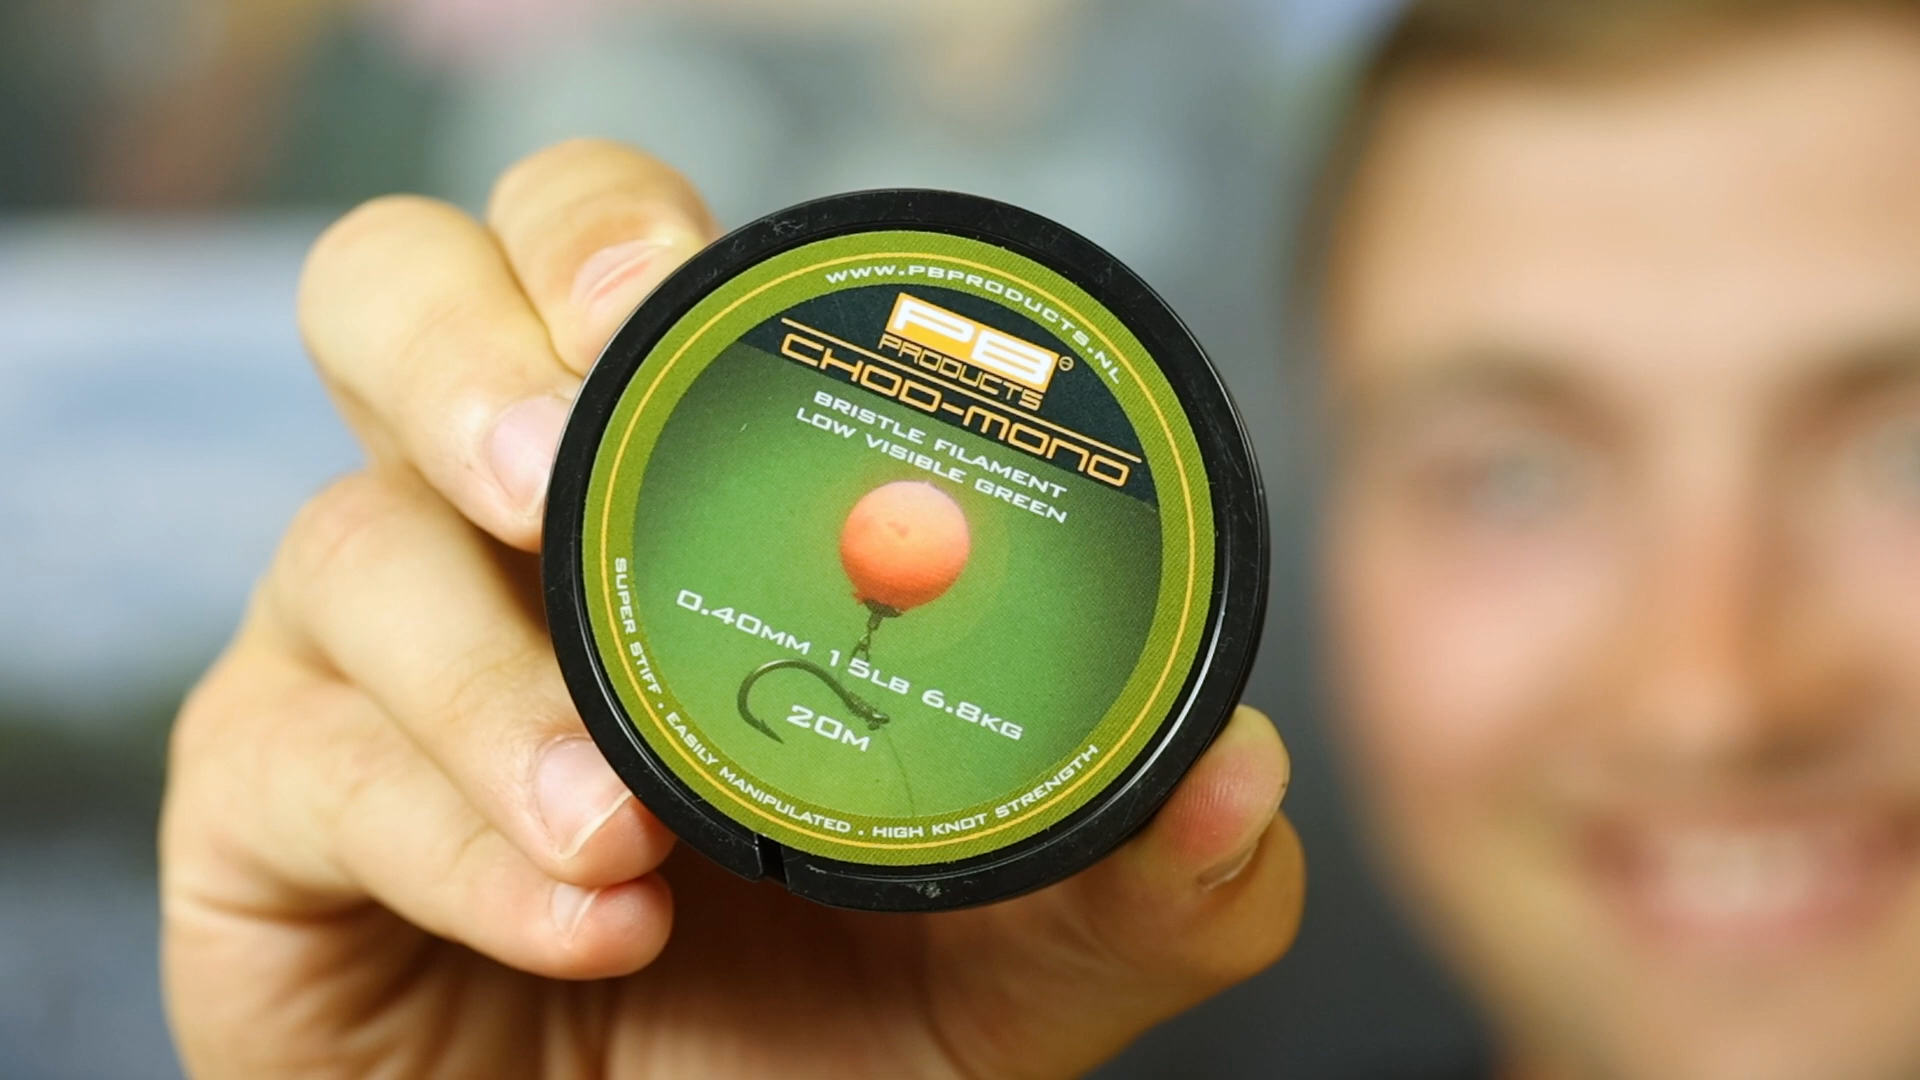 WWW.PBPRODUCTS.NL
PB®
PRODUCTS
CHOD-MONO
BRISTLE FILAMENT
LOW VISIBLE GREEN
0.40MM 15LB 6.8KG
20M
SUPER STIFF . EASILY MANIPULATED . HIGH KNOT STRENGTH